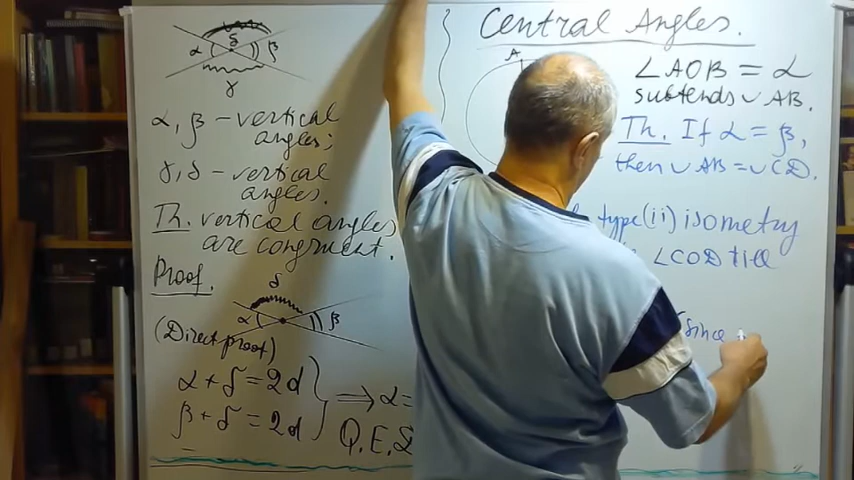 α δ β
γ
α, β - vertical
angles;
γ, δ - vertical
angles.
Th. vertical angles
are congruent.
Proof.
(Direct proof)
δ
α β
α + δ = 2d
β + δ = 2d
⟹ α =
Q.E.D
Central Angles.
A
∠AOB = α
subtends ∪ AB.
Th. If α = β,
then ∪ AB = ∪ CD.
type (ii) isometry
∠COD till
(since